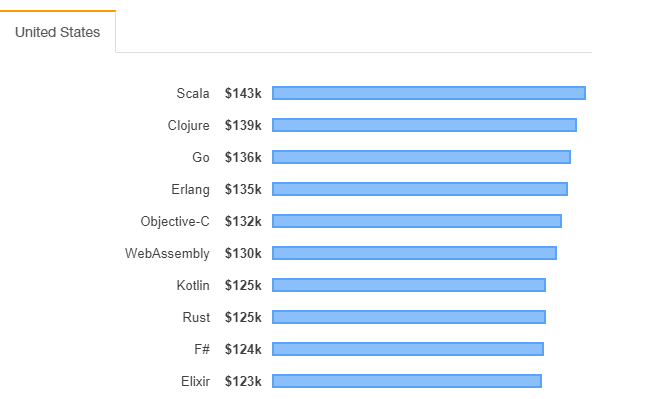 United States
Scala $143k
Clojure $139k
Go $136k
Erlang $135k
Objective-C $132k
WebAssembly $130k
Kotlin $125k
Rust $125k
F# $124k
Elixir $123k